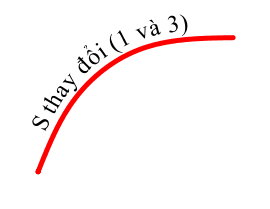 S thay đổi (1 và 3)